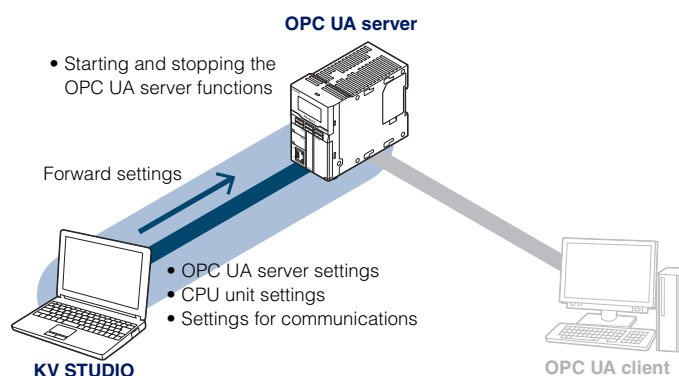 OPC UA server
• Starting and stopping the
OPC UA server functions
Forward settings
• OPC UA server settings
• CPU unit settings
• Settings for communications
KV STUDIO
OPC UA client